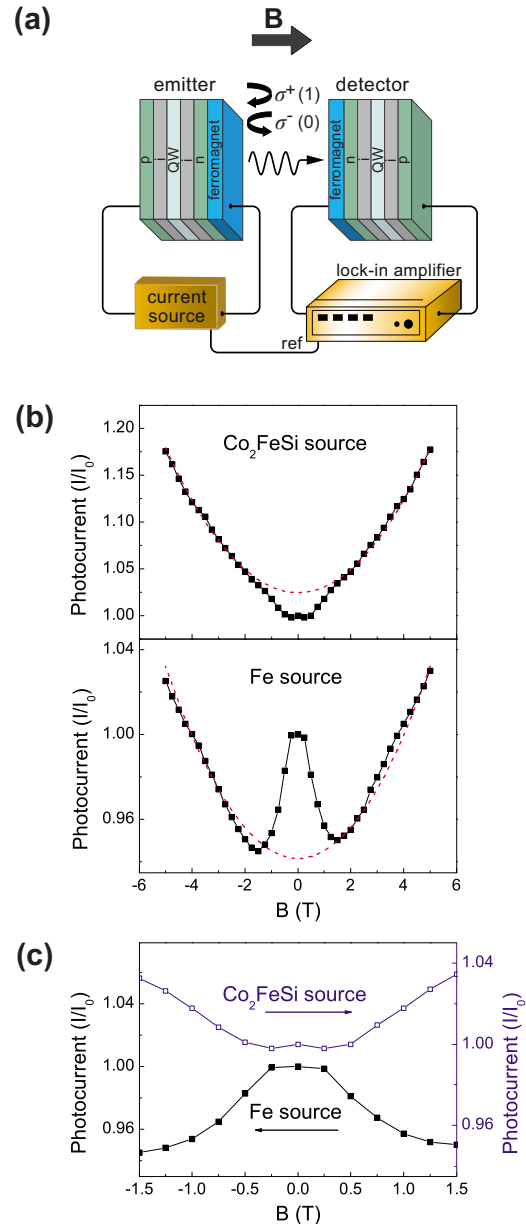 (a)
B
emitter
detector
σ⁺ (1)
σ⁻ (0)
p
i
QW
i
n
ferromagnet
ferromagnet
n
i
QW
i
p
current
source
lock-in amplifier
ref
(b)
Co₂FeSi source
Photocurrent (I/I₀)
1.20
1.15
1.10
1.05
1.00
Fe source
Photocurrent (I/I₀)
1.04
1.00
0.96
-6 -4 -2 0 2 4 6
B (T)
(c)
Co₂FeSi source
Fe source
Photocurrent (I/I₀)
1.04
1.00
0.96
Photocurrent (I/I₀)
1.04
1.00
0.96
-1.5 -1.0 -0.5 0.0 0.5 1.0 1.5
B (T)